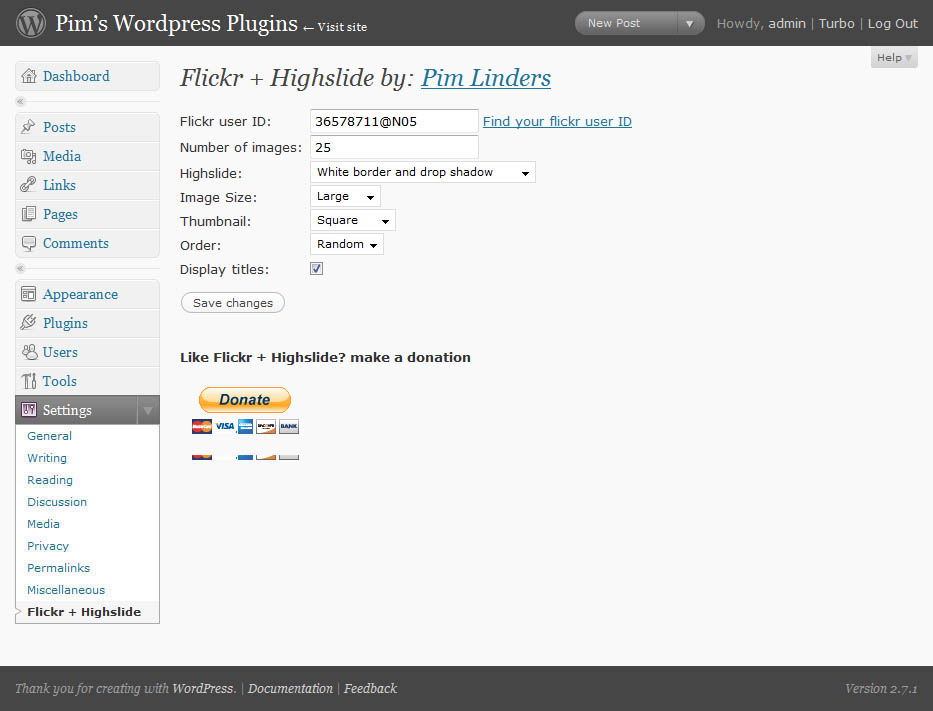 Pim's Wordpress Plugins ← Visit site
New Post
Howdy, admin | Turbo | Log Out
Help
Dashboard
Posts
Media
Links
Pages
Comments
Appearance
Plugins
Users
Tools
Settings
General
Writing
Reading
Discussion
Media
Privacy
Permalinks
Miscellaneous
Flickr + Highslide
Flickr + Highslide by: Pim Linders
Flickr user ID: 36578711@N05 Find your flickr user ID
Number of images: 25
Highslide: White border and drop shadow
Image Size: Large
Thumbnail: Square
Order: Random
Display titles:
Save changes
Like Flickr + Highslide? make a donation
Donate
VISA BANK
Thank you for creating with WordPress. | Documentation | Feedback
Version 2.7.1